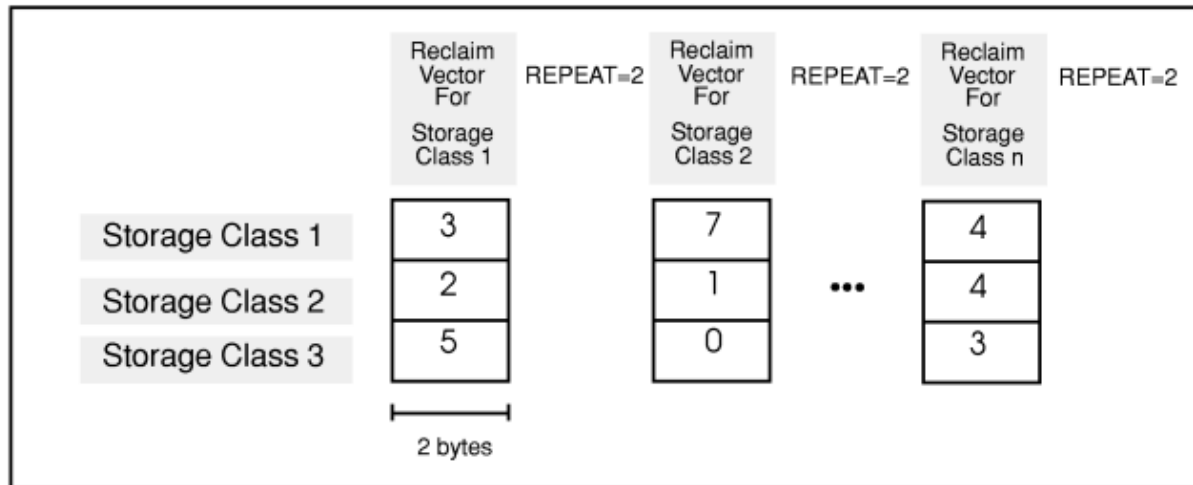 Reclaim
Vector
For
Storage
Class 1
REPEAT=2
Reclaim
Vector
For
Storage
Class 2
REPEAT=2
Reclaim
Vector
For
Storage
Class n
REPEAT=2
Storage Class 1
3
7
4
Storage Class 2
2
1
•••
4
Storage Class 3
5
0
3
2 bytes